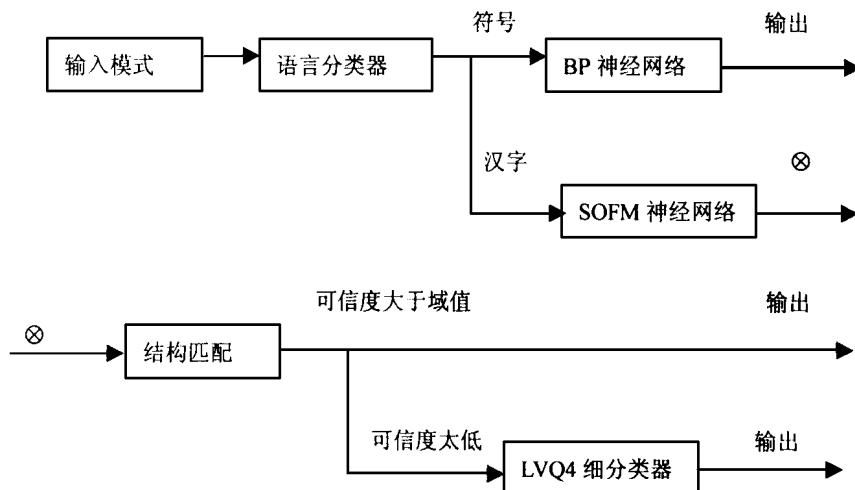 符号
输出
输入模式
语言分类器
BP 神经网络
汉字
⊗
SOFM 神经网络
可信度大于域值
输出
⊗
结构匹配
可信度太低
输出
LVQ4 细分类器